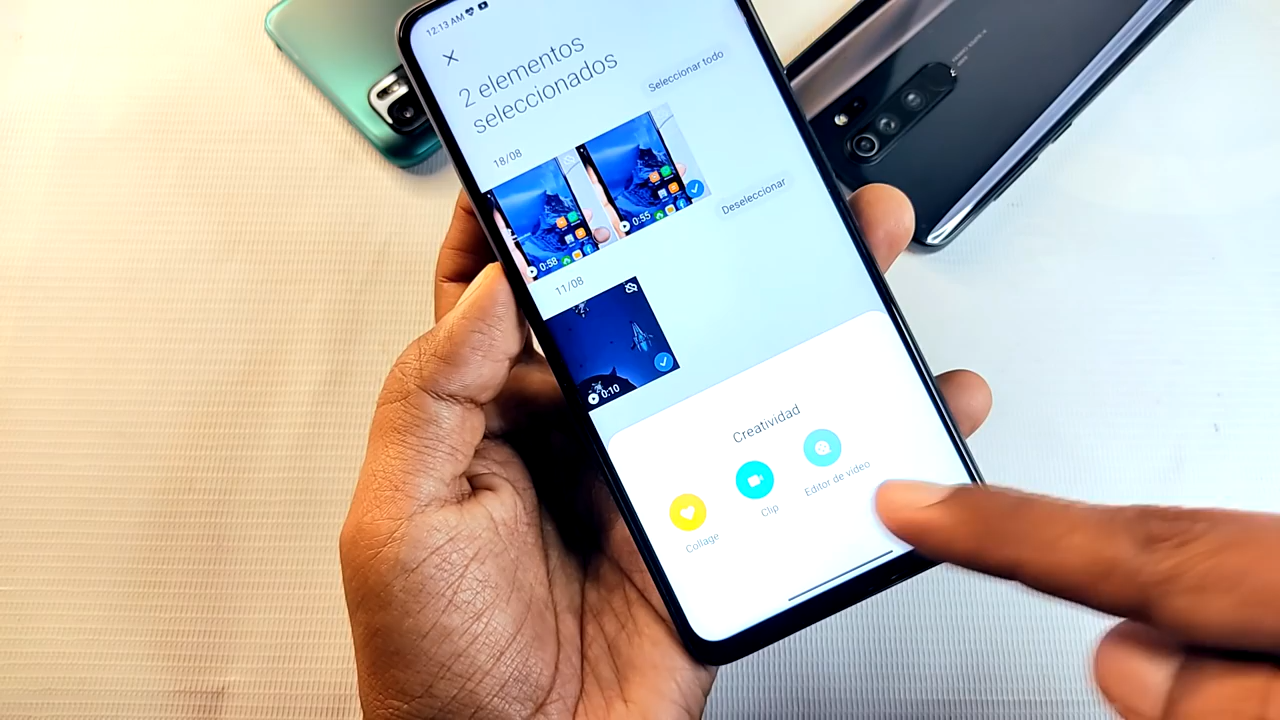 12:13 AM
2 elementos
seleccionados
Seleccionar todo
18/08
0:58
0:55
Deseleccionar
11/08
0:10
Creatividad
Collage
Clip
Editor de video